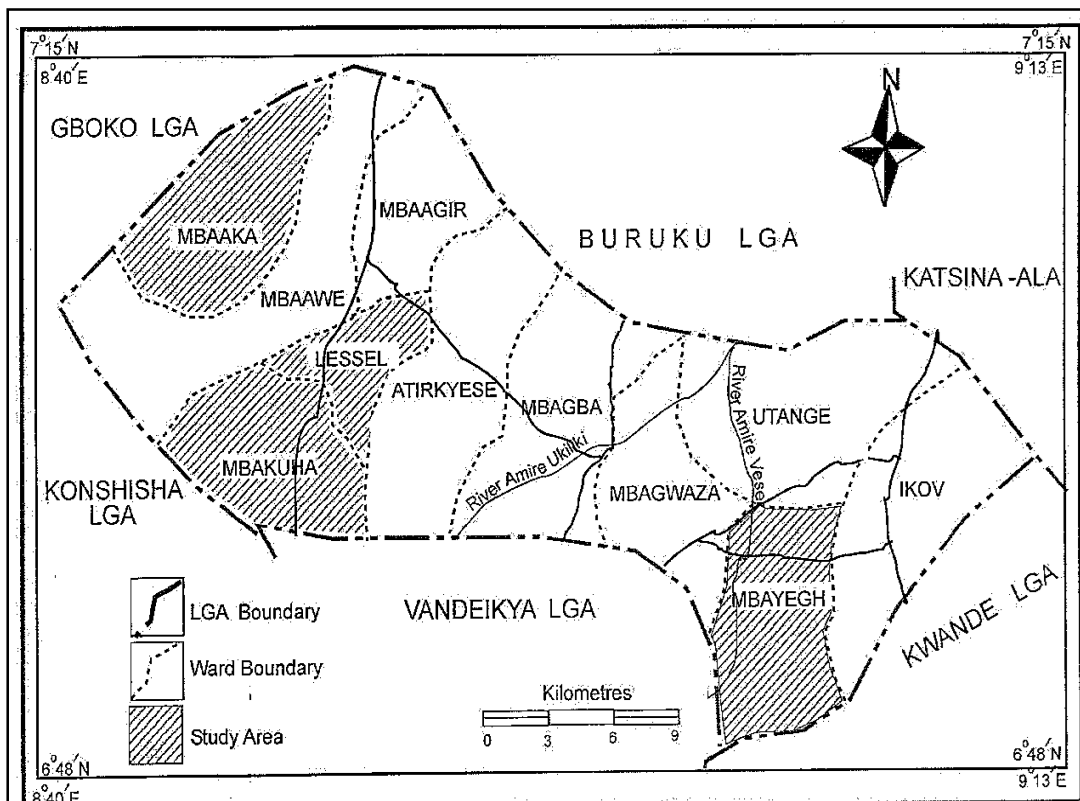 7°15'N
7°15'N
8°40'E
9°13'E
N
GBOKO LGA
MBAAGIR
MBAAKA
BURUKU LGA
KATSINA -ALA
MBAAWE
LESSEL
ATIRKYESE
MBAGBA
River Amire Vesel
UTANGE
River Amire Ukiliki
MBAKUHA
KONSHISHA
LGA
MBAGWAZA
IKOV
LGA Boundary
VANDEIKYA LGA
MBAYEGH
KWANDE LGA
Ward Boundary
Kilometres
Study Area
0 3 6 9
6°48'N
6°48'N
8°40'E
9°13'E